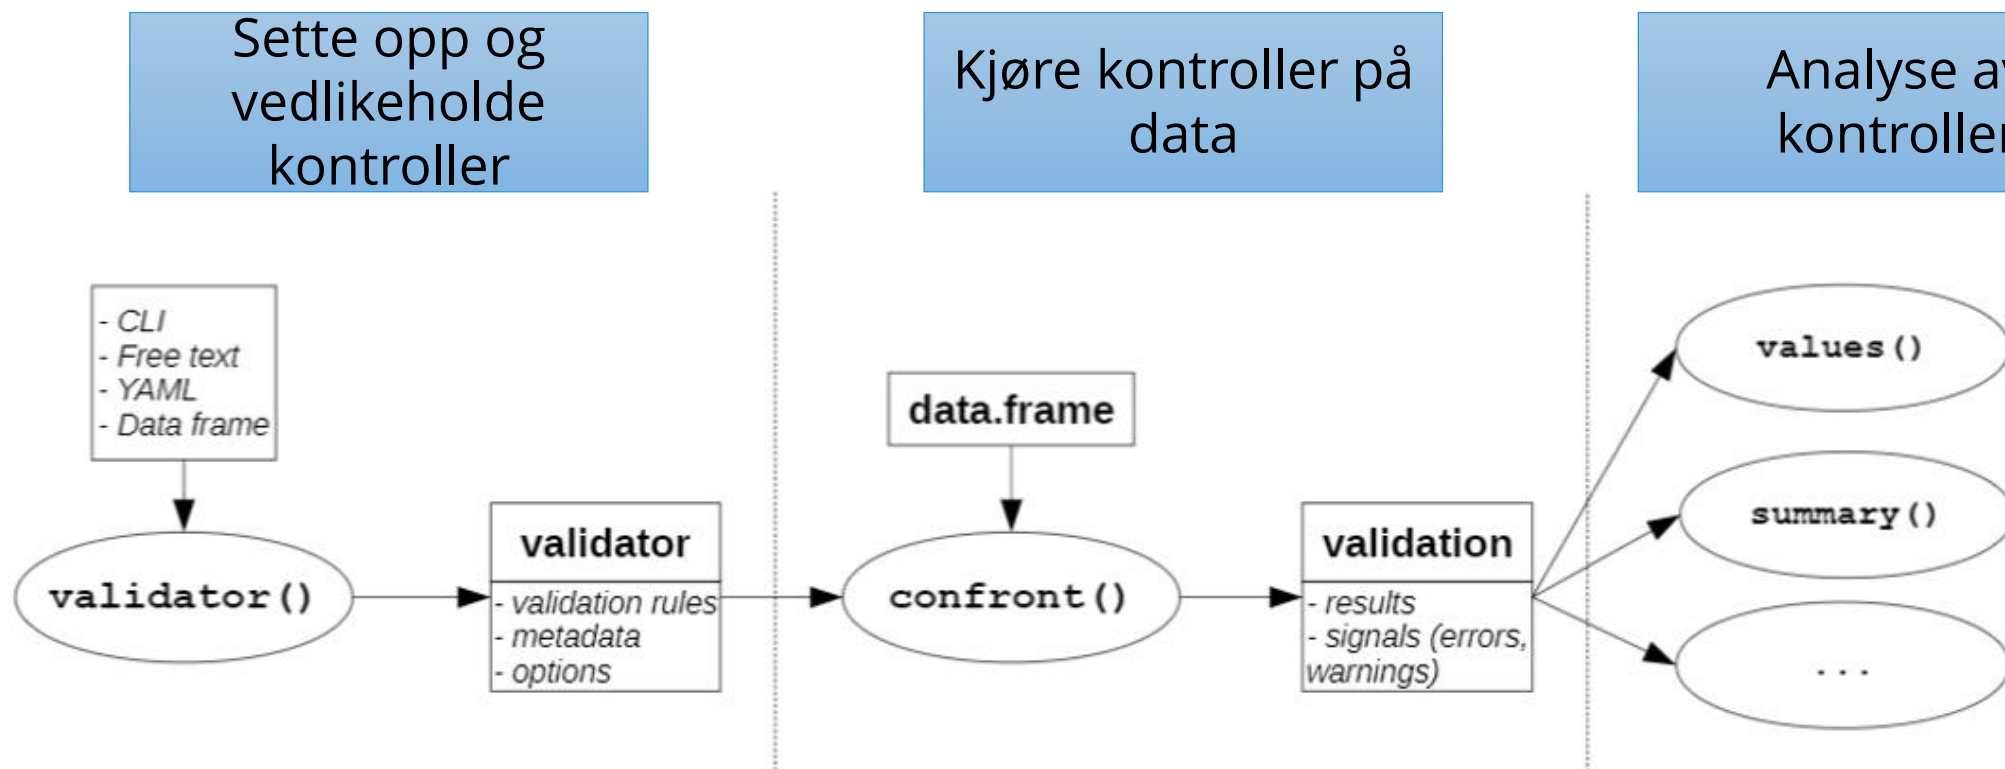 Sette opp og
vedlikeholde
kontroller
Kjøre kontroller på
data
Analyse
kontroller
- CLI
- Free text
- YAML
- Data frame
validator()
validator
- validation rules
- metadata
- options
data.frame
confront()
validation
- results
- signals (errors,
warnings)
values()
summary()
...